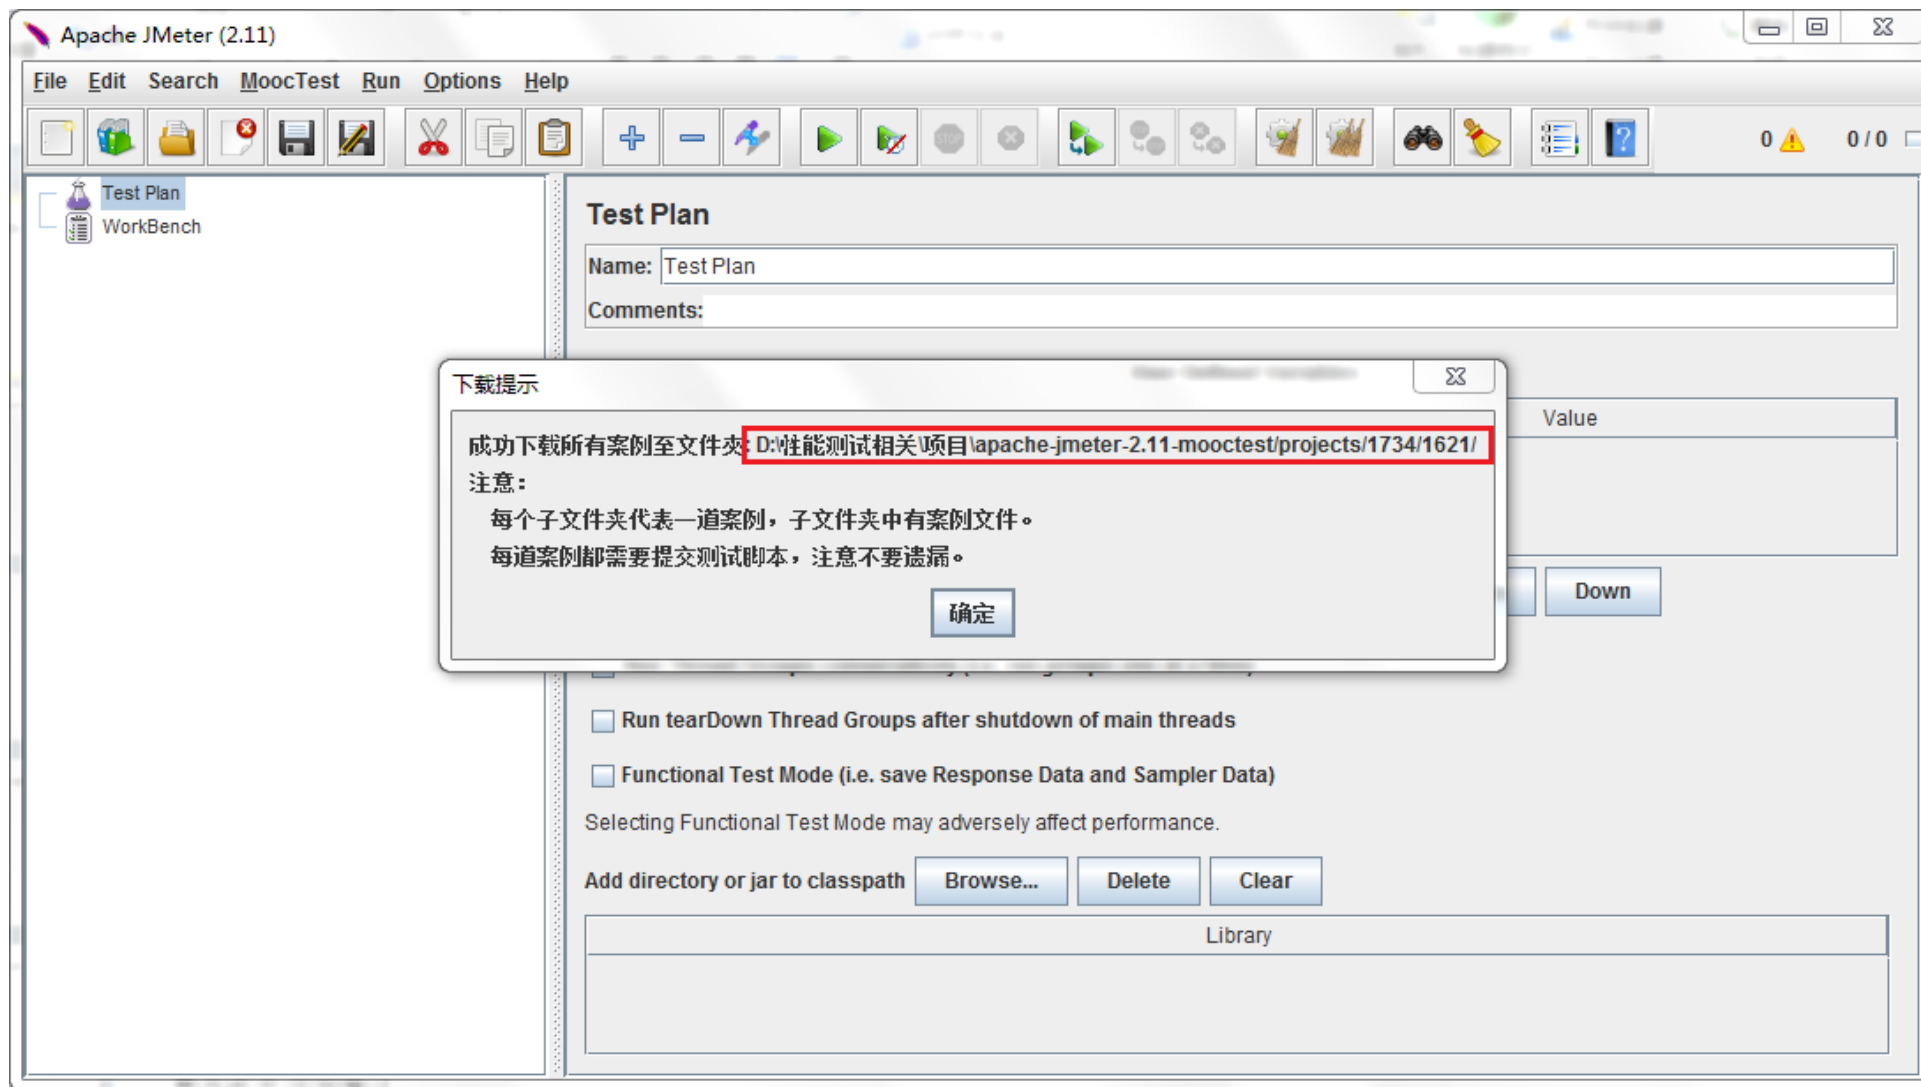 Apache JMeter (2.11)
File Edit Search MoocTest Run Options Help
0 0 / 0
Test Plan
WorkBench
Test Plan
Name: Test Plan
Comments:
下载提示
Value
成功下载所有案例至文件夹: D:\性能测试相关\项目\apache-jmeter-2.11-mooctest/projects/1734/1621/
注意：
每个子文件夹代表一道案例，子文件夹中有案例文件。
每道案例都需要提交测试脚本，注意不要遗漏。
确定
Down
Run tearDown Thread Groups after shutdown of main threads
Functional Test Mode (i.e. save Response Data and Sampler Data)
Selecting Functional Test Mode may adversely affect performance.
Add directory or jar to classpath Browse... Delete Clear
Library